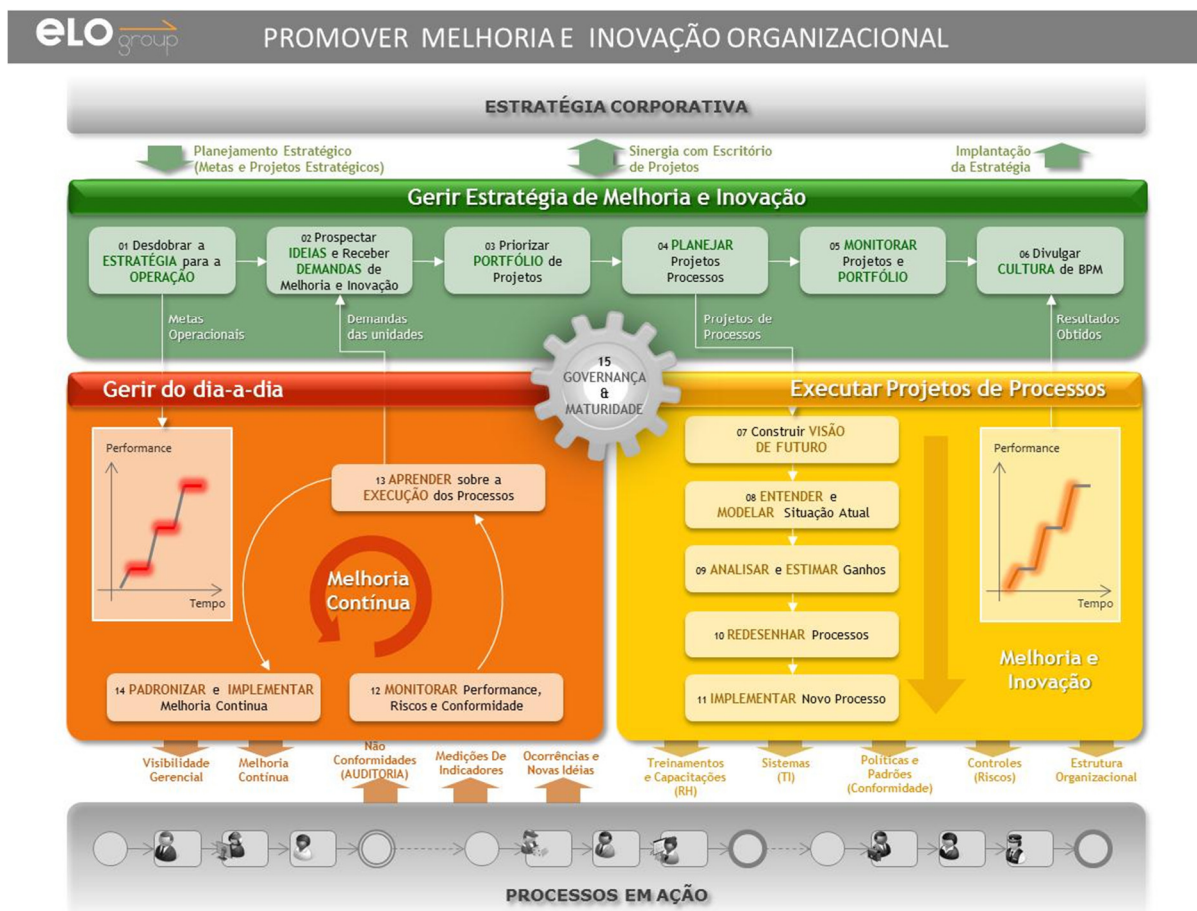 eLO group
PROMOVER MELHORIA E INOVAÇÃO ORGANIZACIONAL
ESTRATÉGIA CORPORATIVA
Planejamento Estratégico
(Metas e Projetos Estratégicos)
Sinergia com Escritório
de Projetos
Implantação
da Estratégia
Gerir Estratégia de Melhoria e Inovação
01 Desdobrar a
ESTRATÉGIA para a
OPERAÇÃO
02 Prospectar
IDEIAS e Receber
DEMANDAS de
Melhoria e Inovação
03 Priorizar
PORTFÓLIO de
Projetos
04 PLANEJAR
Projetos
Processos
05 MONITORAR
Projetos e
PORTFÓLIO
06 Divulgar
CULTURA de BPM
Metas
Operacionais
Demandas
das unidades
Projetos de
Processos
Resultados
Obtidos
15
GOVERNANÇA
&
MATURIDADE
Gerir do dia-a-dia
Performance
Tempo
13 APRENDER sobre a
EXECUÇÃO dos Processos
Melhoria
Contínua
14 PADRONIZAR e IMPLEMENTAR
Melhoria Continua
12 MONITORAR Performance,
Riscos e Conformidade
Executar Projetos de Processos
07 Construir VISÃO
DE FUTURO
08 ENTENDER e
MODELAR Situação Atual
09 ANALISAR e ESTIMAR Ganhos
10 REDESENHAR Processos
11 IMPLEMENTAR Novo Processo
Performance
Tempo
Melhoria e
Inovação
Visibilidade
Gerencial
Melhoria
Contínua
Não
Conformidades
(AUDITORIA)
Medições De
Indicadores
Ocorrências e
Novas Idéias
Treinamentos
e Capacitações
(RH)
Sistemas
(TI)
Políticas e
Padrões
(Conformidade)
Controles
(Riscos)
Estrutura
Organizacional
PROCESSOS EM AÇÃO